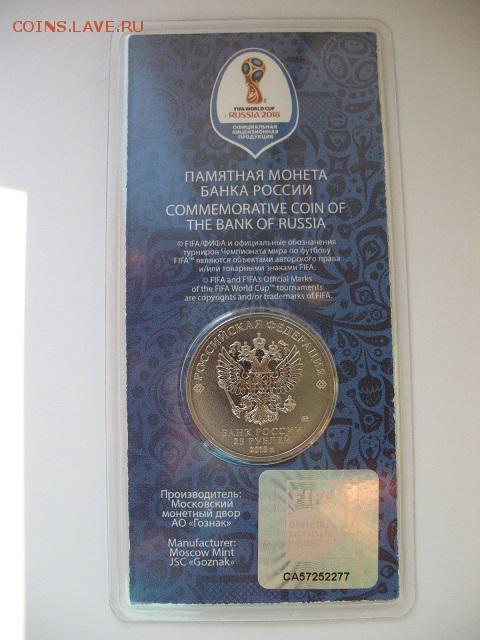 COINS.LAVE.RU
FIFA WORLD CUP
RUSSIA 2018
ОФИЦИАЛЬНАЯ
ЛИЦЕНЗИОННАЯ
ПРОДУКЦИЯ
ПАМЯТНАЯ МОНЕТА
БАНКА РОССИИ
COMMEMORATIVE COIN OF
THE BANK OF RUSSIA
© FIFA/ФИФА и официальные обозначения
турниров Чемпионата мира по футболу
FIFA™ являются объектами авторского права
и/или товарными знаками FIFA.
© FIFA and FIFA's Official Marks
of the FIFA World Cup™ tournaments
are copyrights and/or trademarks of FIFA.
РОССИЙСКАЯ ФЕДЕРАЦИЯ
БАНК РОССИИ
25 РУБЛЕЙ
2018 г.
Производитель:
Московский
монетный двор
АО «Гознак»
Manufacturer:
Moscow Mint
JSC «Goznak»
FIFA
OFFICIAL
LICENSED
CA57252277